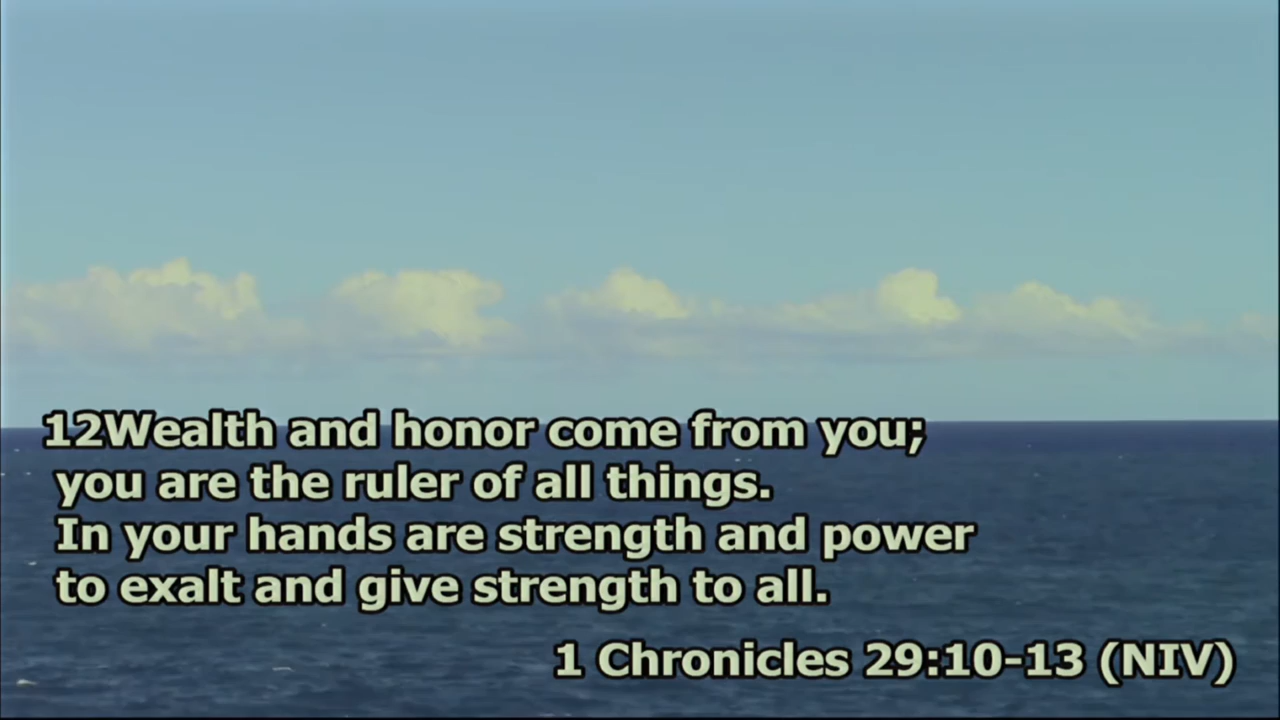 12Wealth and honor come from you;
you are the ruler of all things.
In your hands are strength and power
to exalt and give strength to all.
1 Chronicles 29:10-13 (NIV)